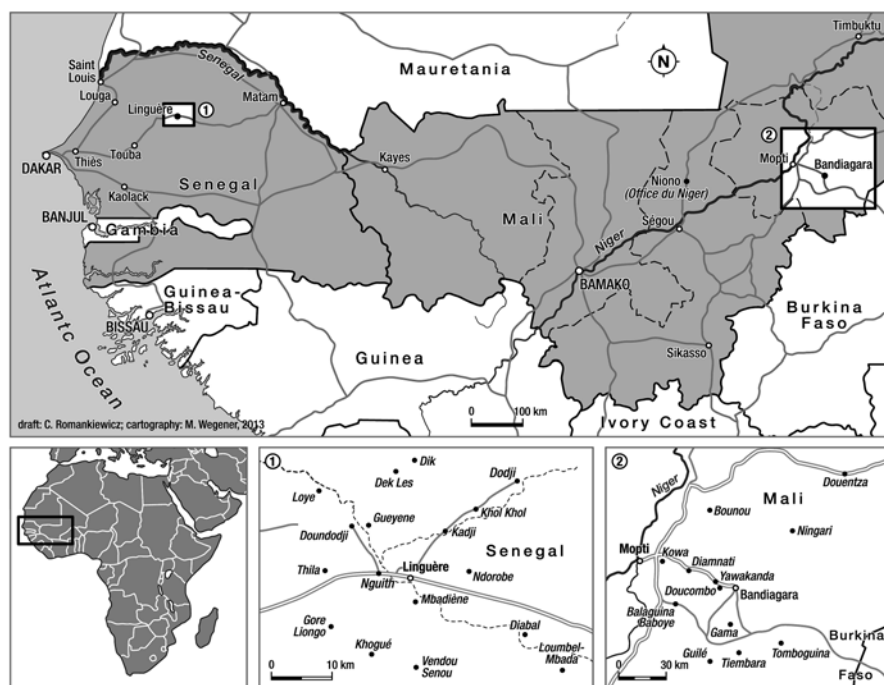 Timbuktu
Saint
Louis
Senegal
Mauretania
N
Louga
Linguère
①
Matam
②
DAKAR
Thiés
Touba
Kayes
Mopti
Bandiagara
Kaolack
Senegal
Niono
(Office du Niger)
Mali
Ségou
BANJUL
Gambia
Niger
BAMAKO
Atlantc Ocean
Guinea-
Bissau
BISSAU
Burkina
Faso
Guinea
Sikasso
0 100 km
Ivory Coast
draft: C. Romankiewicz; cartography: M. Wegener, 2013
①
Dik
Dek Les
Dodji
Loye
Gueyene
Khol Khol
Doundodji
Kadji
Senegal
Thila
Linguère
Nguith
Ndorobe
Mbadiène
Gore
Liongo
Diabal
Khogué
Loumbel-
Mbada
Vendou
Senou
0 10 km
②
Douentza
Niger
Mali
Bounou
Ningari
Mopti
Kowa
Diamnati
Yawakanda
Doucombo
Bandiagara
Balaguina
Baboye
Gama
Burkina
Guilé
Tiembara
Tomboguina
Faso
0 30 km